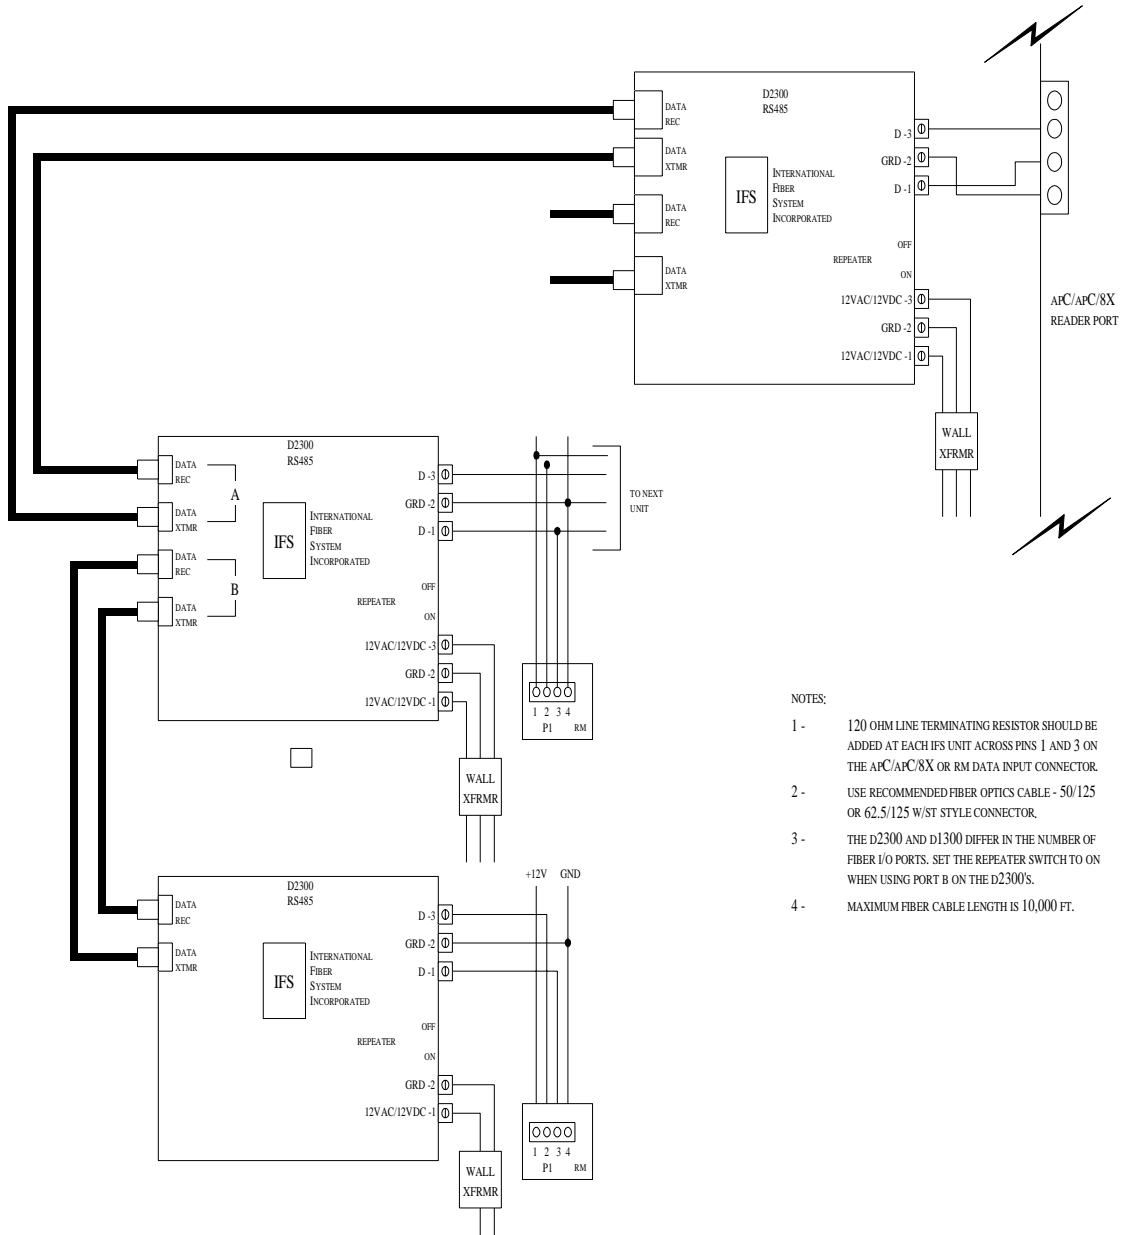 D2300
RS485
DATA
REC
DATA
XTMR
DATA
REC
DATA
XTMR
IFS
INTERNATIONAL
FIBER
SYSTEM
INCORPORATED
D -3
GRD -2
D -1
OFF
REPEATER
ON
12VAC/12VDC -3
GRD -2
12VAC/12VDC -1
WALL
XFRMR
APC/APC/8X
READER PORT
D2300
RS485
DATA
REC
A
DATA
XTMR
DATA
REC
B
DATA
XTMR
IFS
INTERNATIONAL
FIBER
SYSTEM
INCORPORATED
D -3
GRD -2
D -1
OFF
REPEATER
ON
12VAC/12VDC -3
GRD -2
12VAC/12VDC -1
TO NEXT
UNIT
1 2 3 4
P1 RM
WALL
XFRMR
D2300
RS485
DATA
REC
DATA
XTMR
IFS
INTERNATIONAL
FIBER
SYSTEM
INCORPORATED
D -3
GRD -2
D -1
OFF
REPEATER
ON
GRD -2
12VAC/12VDC -1
+12V GND
1 2 3 4
P1 RM
WALL
XFRMR
NOTES:
1 - 120 OHM LINE TERMINATING RESISTOR SHOULD BE
ADDED AT EACH IFS UNIT ACROSS PINS 1 AND 3 ON
THE APC/APC/8X OR RM DATA INPUT CONNECTOR.
2 - USE RECOMMENDED FIBER OPTICS CABLE - 50/125
OR 62.5/125 W/ST STYLE CONNECTOR.
3 - THE D2300 AND D1300 DIFFER IN THE NUMBER OF
FIBER I/O PORTS. SET THE REPEATER SWITCH TO ON
WHEN USING PORT B ON THE D2300'S.
4 - MAXIMUM FIBER CABLE LENGTH IS 10,000 FT.